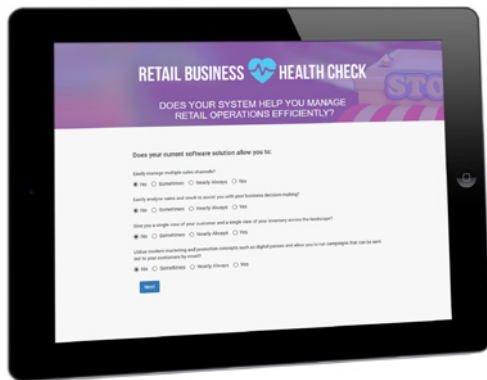 RETAIL BUSINESS HEALTH CHECK
STO
DOES YOUR SYSTEM HELP YOU MANAGE
RETAIL OPERATIONS EFFICIENTLY?
Does your current software solution allow you to:
Easily manage multiple sales channels?
No Sometimes Nearly Always Yes
Easily analyse sales and stock to assist you with your business decision-making?
No Sometimes Nearly Always Yes
Give you a single view of your customer and a single view of your inventory across the landscape?
No Sometimes Nearly Always Yes
Utilise modern marketing and promotion concepts such as digital passes and allow you to run campaigns that can be sent
out to your customers by email?
No Sometimes Nearly Always Yes
Next